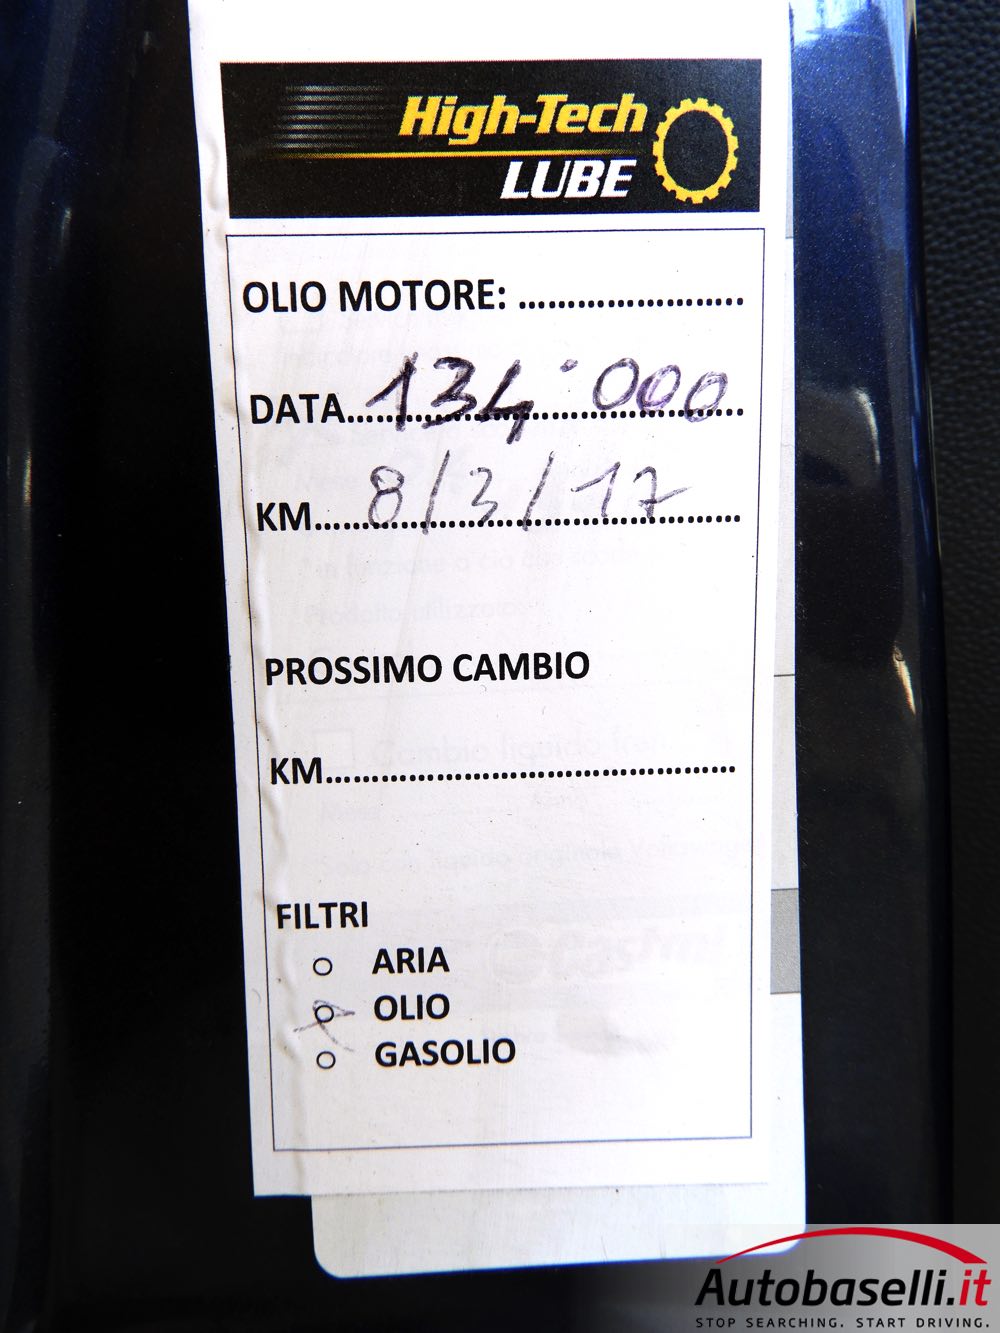 High-Tech
LUBE
OLIO MOTORE: ........................
DATA 134.000
KM 8/3/17
PROSSIMO CAMBIO
KM............................................
FILTRI
ARIA
OLIO
GASOLIO
Autobaselli.it
STOP SEARCHING. START DRIVING.